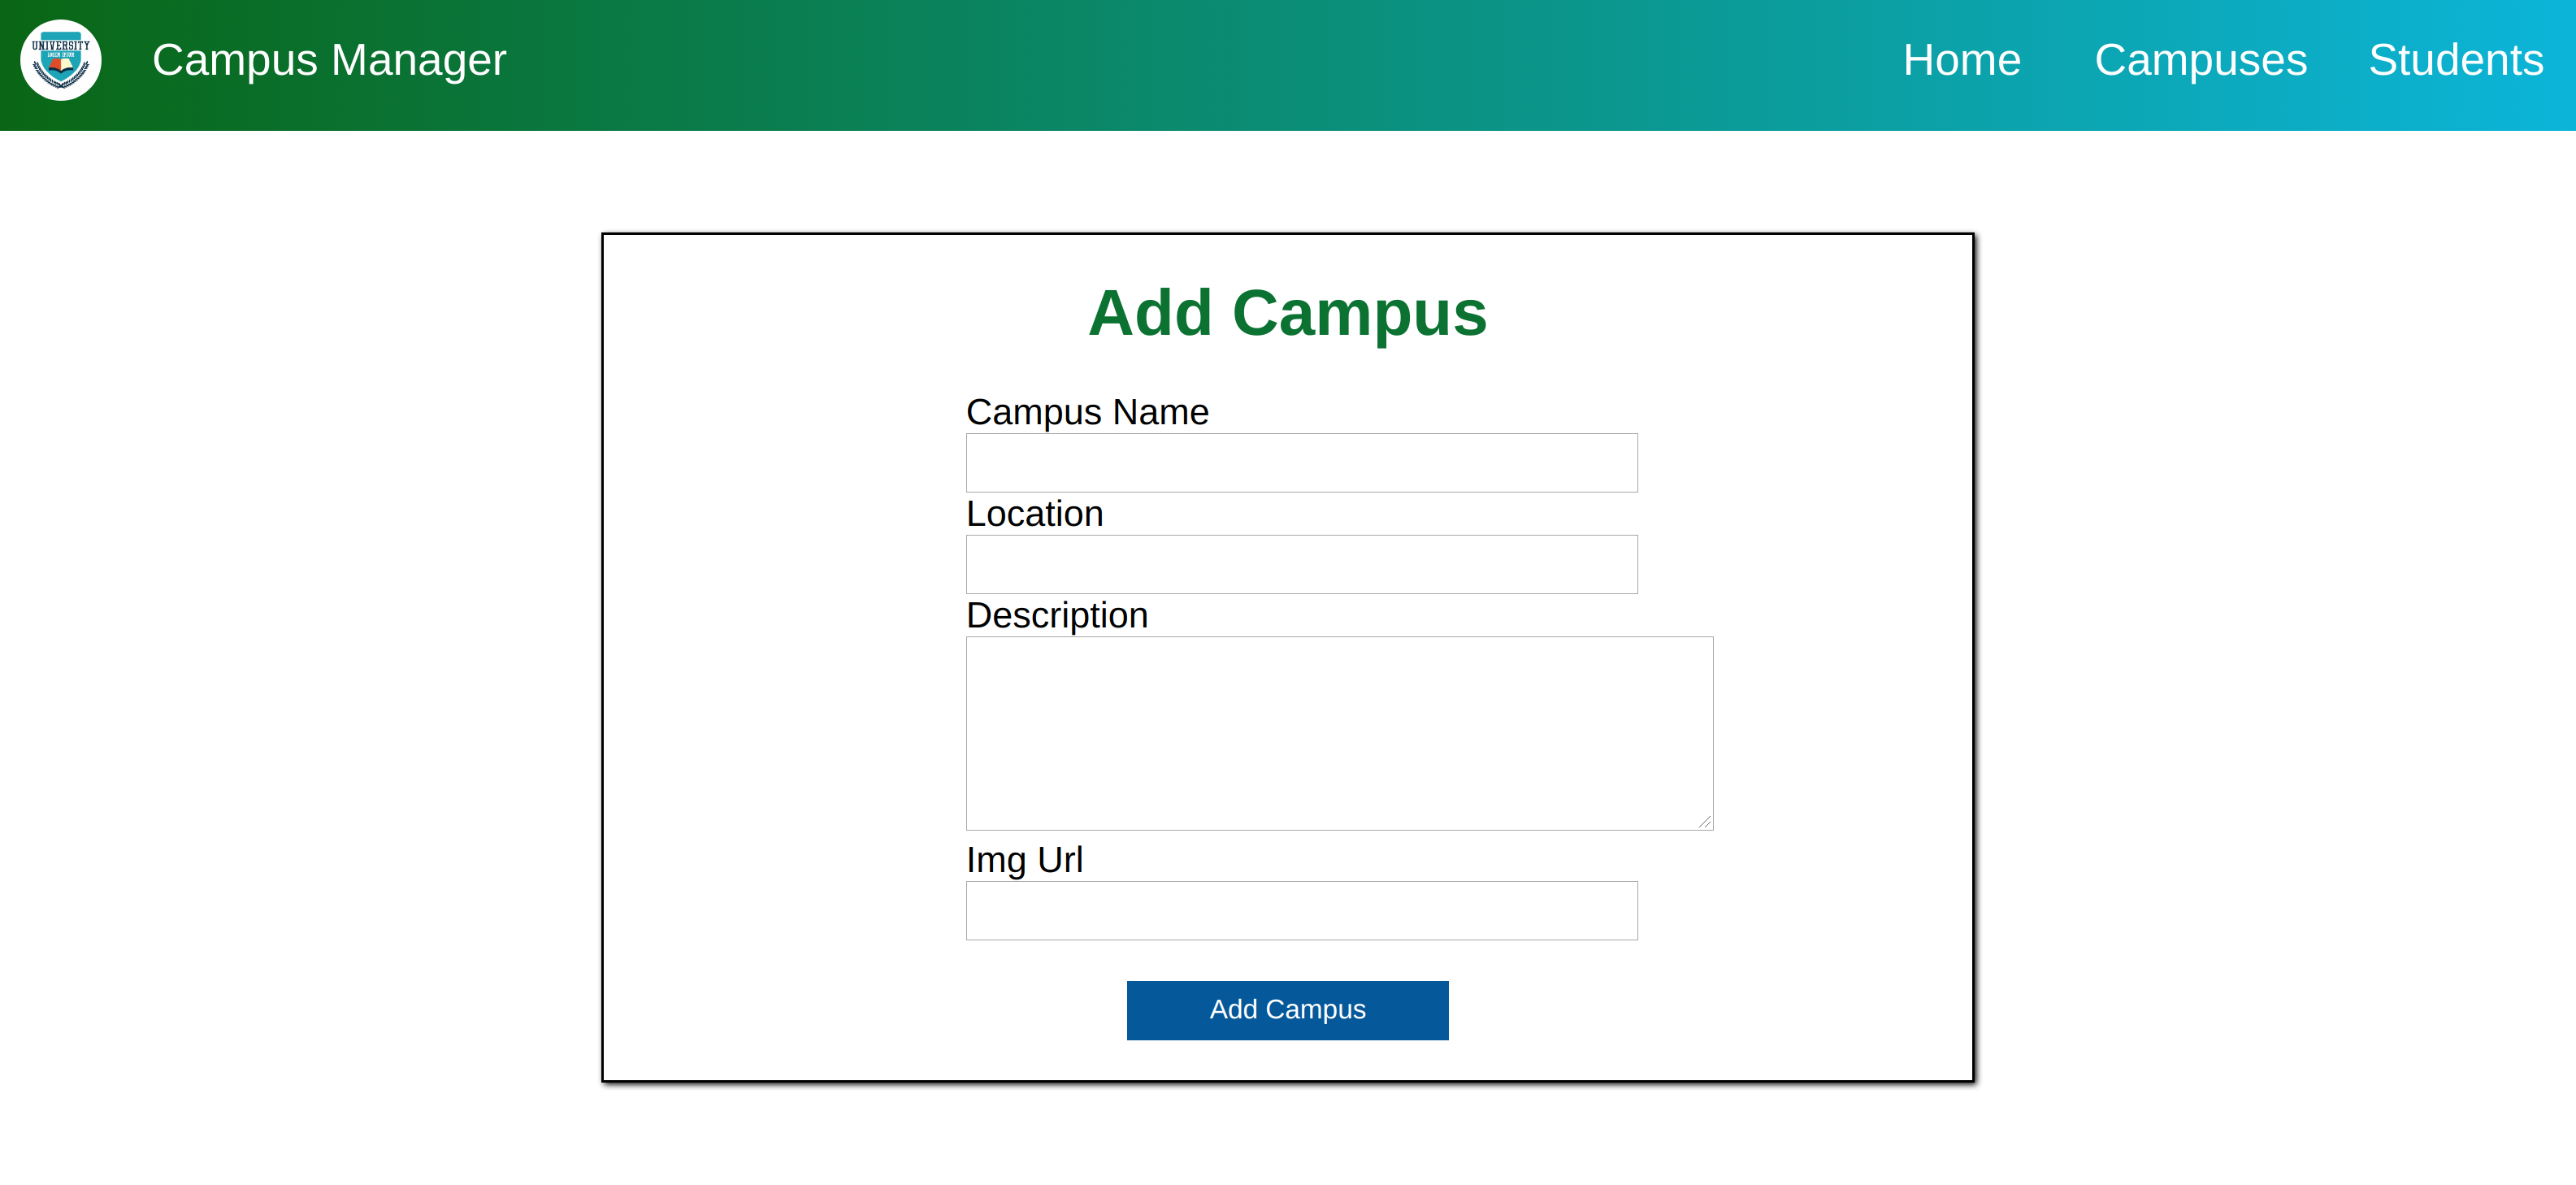 UNIVERSITY
Campus Manager
Home
Campuses
Students
Add Campus
Campus Name
Location
Description
Img Url
Add Campus